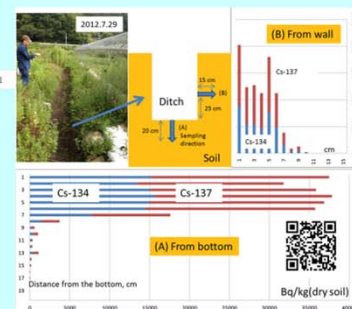 2012.7.29
Ditch
15 cm
(B)
25 cm
20 cm
(A)
Sampling
direction
Soil
(B) From wall
Cs-137
Cs-134
cm
1 3 5 7 9 11 13 15
1
3
5
7
9
11
13
15
17
19
Cs-134
Cs-137
(A) From bottom
Distance from the bottom, cm
Bq/kg(dry soil)
0 5000 10000 15000 20000 25000 30000 35000